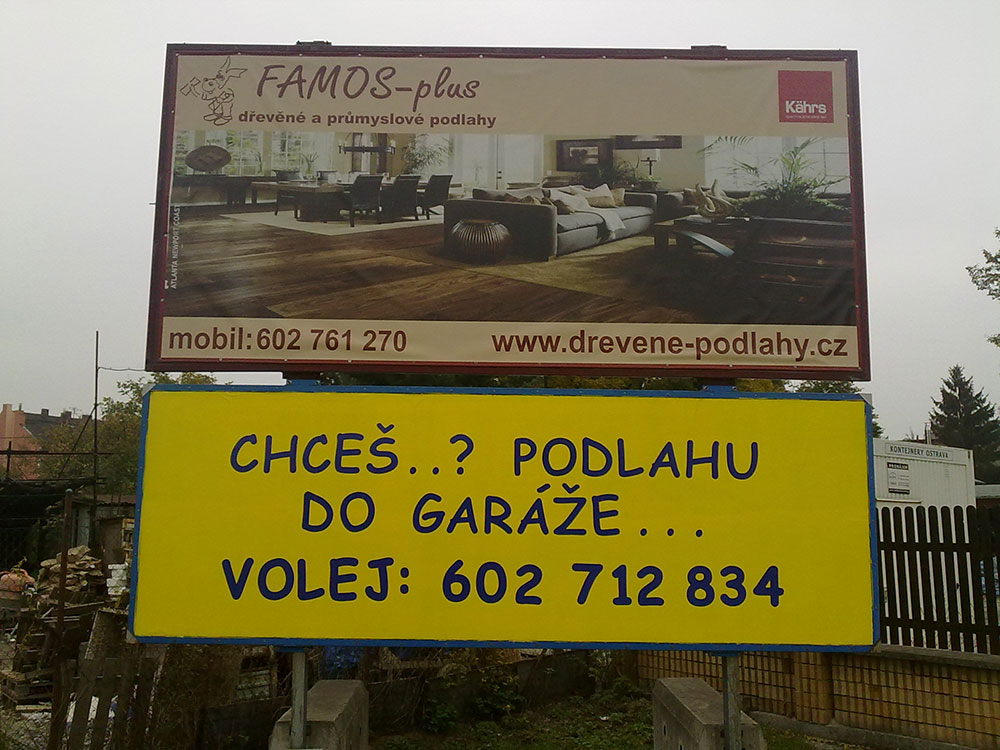 FAMOS-plus
dřevěné a průmyslové podlahy
Kährs
ATLANTA NEWPORT COAST
mobil: 602 761 270
www.drevene-podlahy.cz
CHCEŠ..? PODLAHU
DO GARÁŽE...
VOLEJ: 602 712 834
KONTEJNERY OSTRAVA